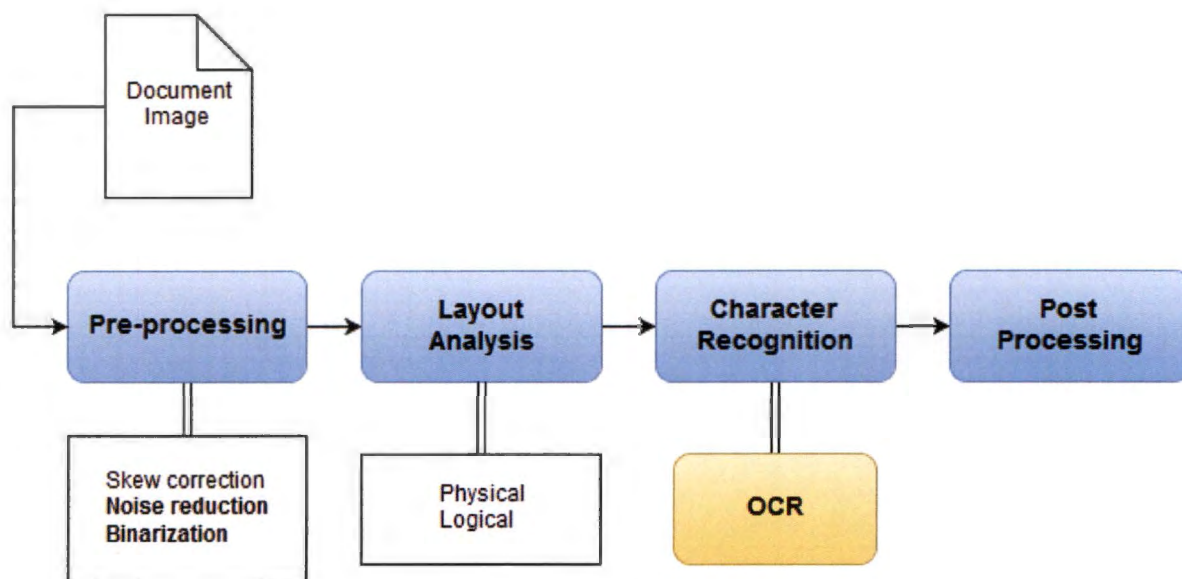 Document
Image
Pre-processing
Layout
Analysis
Character
Recognition
Post
Processing
Skew correction
Noise reduction
Binarization
Physical
Logical
OCR